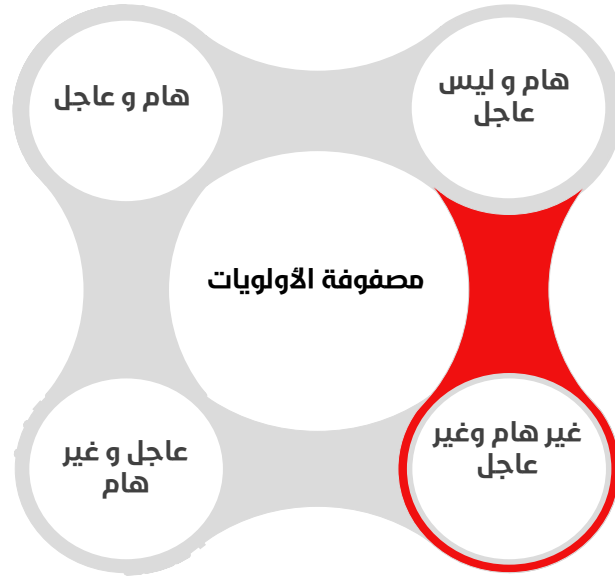 هام و ليس
عاجل
هام و عاجل
مصفوفة الأولويات
غير هام وغير
عاجل
عاجل و غير
هام